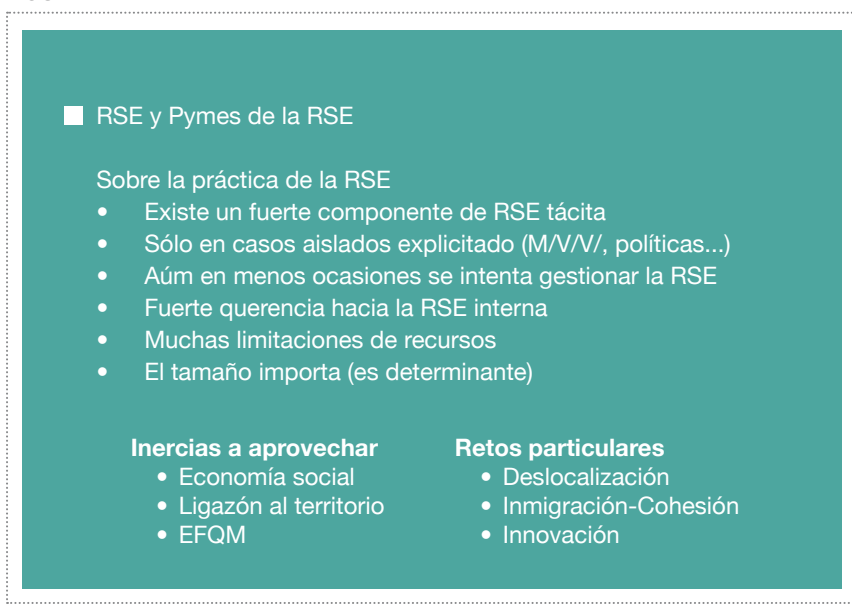 RSE y Pymes de la RSE
Sobre la práctica de la RSE
• Existe un fuerte componente de RSE tácita
• Sólo en casos aislados explicitado (M/V/V/, políticas...)
• Aúm en menos ocasiones se intenta gestionar la RSE
• Fuerte querencia hacia la RSE interna
• Muchas limitaciones de recursos
• El tamaño importa (es determinante)
Inercias a aprovechar
• Economía social
• Ligazón al territorio
• EFQM
Retos particulares
• Deslocalización
• Inmigración-Cohesión
• Innovación